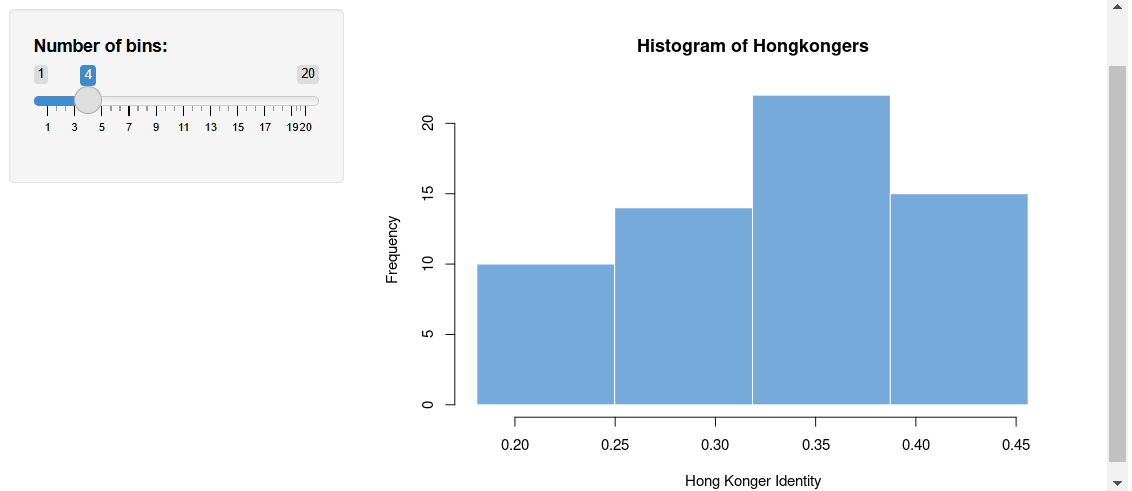 Number of bins:
1 4 20
1 3 5 7 9 11 13 15 17 19 20
Histogram of Hongkongers
Frequency
20
15
10
5
0
0.20 0.25 0.30 0.35 0.40 0.45
Hong Konger Identity